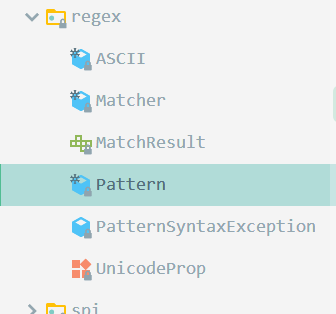 regex
ASCII
Matcher
MatchResult
Pattern
PatternSyntaxException
UnicodeProp
spi